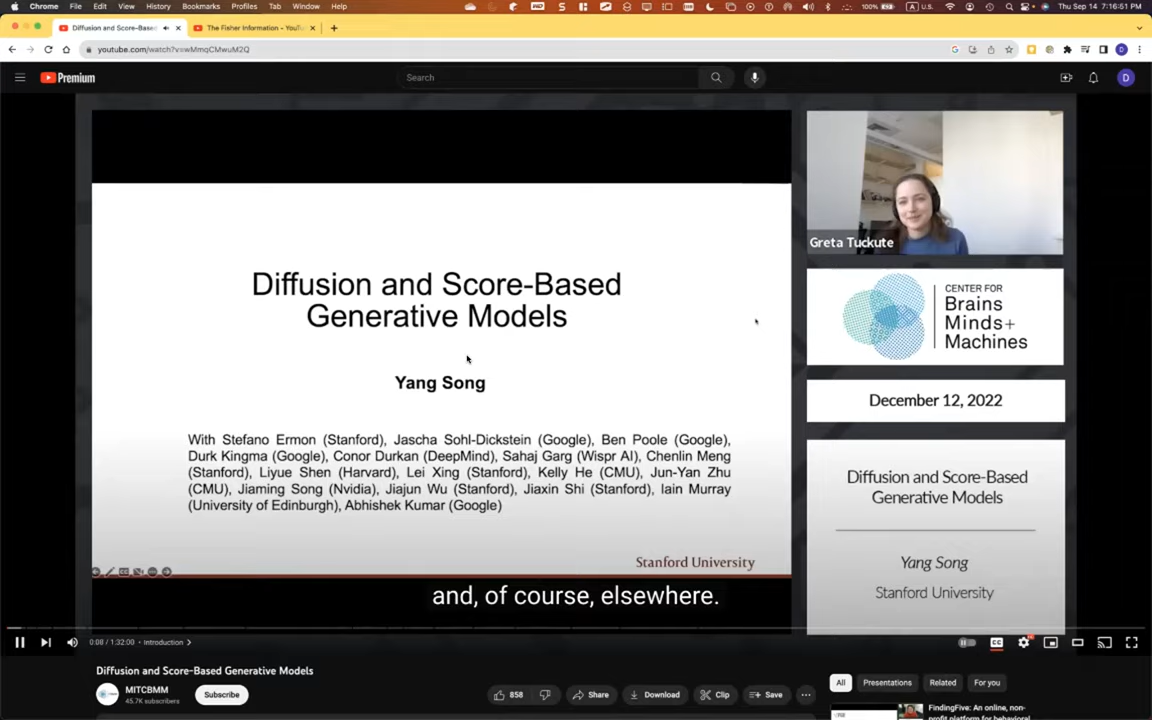 Chrome File Edit View History Bookmarks Profiles Tab Window Help
100% U.S. Thu Sep 14 7:16:51 PM
Diffusion and Score-Based
The Fisher Information - YouTu
youtube.com/watch?v=wMmqCMwuM2Q
Premium
Search
Greta Tuckute
CENTER FOR
Brains
Minds+
Machines
December 12, 2022
Diffusion and Score-Based
Generative Models
Yang Song
With Stefano Ermon (Stanford), Jascha Sohl-Dickstein (Google), Ben Poole (Google),
Durk Kingma (Google), Conor Durkan (DeepMind), Sahaj Garg (Wispr AI), Chenlin Meng
(Stanford), Liyue Shen (Harvard), Lei Xing (Stanford), Kelly He (CMU), Jun-Yan Zhu
(CMU), Jiaming Song (Nvidia), Jiajun Wu (Stanford), Jiaxin Shi (Stanford), Iain Murray
(University of Edinburgh), Abhishek Kumar (Google)
Stanford University
Diffusion and Score-Based
Generative Models
Yang Song
Stanford University
and, of course, elsewhere.
0:08 / 1:32:00 • Introduction
Diffusion and Score-Based Generative Models
MITCBMM
45.7K subscribers
Subscribe
858
Share
Download
Clip
Save
All
Presentations
Related
For you
FindingFive: An online, non-
profit platform for behavioral